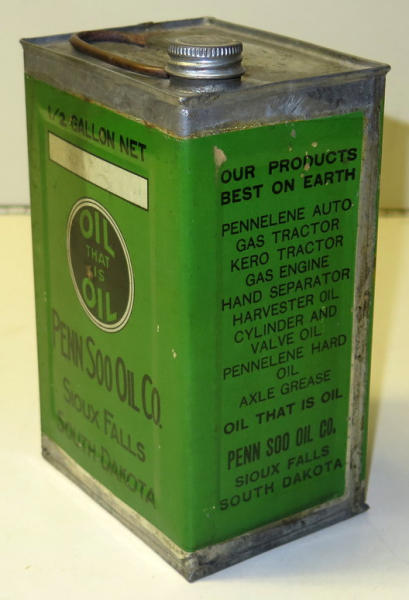 1/2 GALLON NET
OIL
THAT
IS
OIL
PENN SOO OIL CO.
SIOUX FALLS
SOUTH DAKOTA
OUR PRODUCTS
BEST ON EARTH
PENNELENE AUTO
GAS TRACTOR
KERO TRACTOR
GAS ENGINE
HAND SEPARATOR
HARVESTER OIL
CYLINDER AND
VALVE OIL
PENNELENE HARD
OIL
AXLE GREASE
OIL THAT IS OIL
PENN SOO OIL CO.
SIOUX FALLS
SOUTH DAKOTA